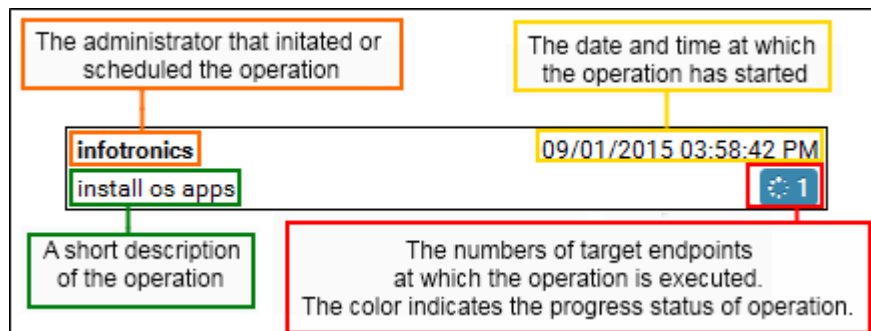 The administrator that initated or
scheduled the operation
The date and time at which
the operation has started
infotronics
09/01/2015 03:58:42 PM
install os apps
1
A short description
of the operation
The numbers of target endpoints
at which the operation is executed.
The color indicates the progress status of operation.